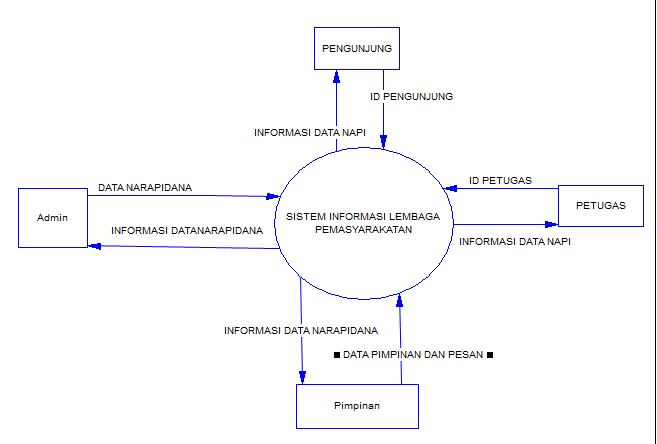 PENGUNJUNG
ID PENGUNJUNG
INFORMASI DATA NAPI
DATA NARAPIDANA
ID PETUGAS
Admin
SISTEM INFORMASI LEMBAGA
PEMASYARAKATAN
PETUGAS
INFORMASI DATANARAPIDANA
INFORMASI DATA NAPI
INFORMASI DATA NARAPIDANA
DATA PIMPINAN DAN PESAN
Pimpinan